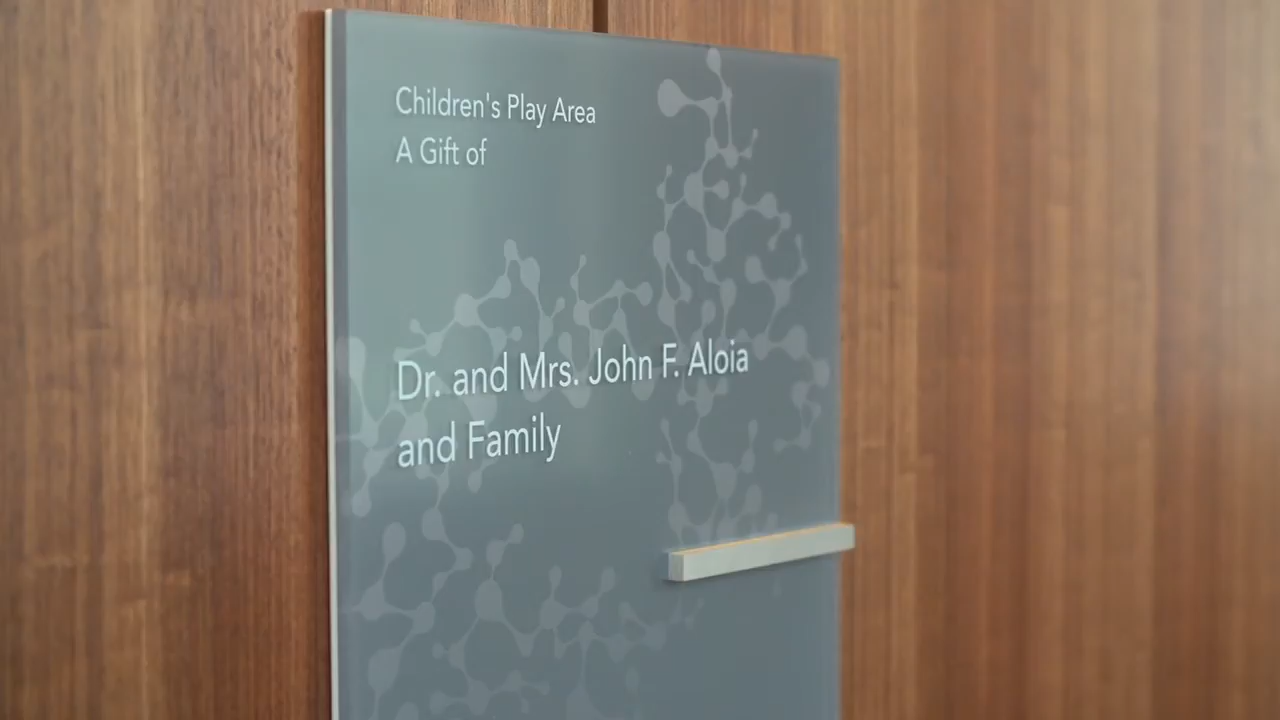 Children's Play Area
A Gift of
Dr. and Mrs. John F. Aloia
and Family